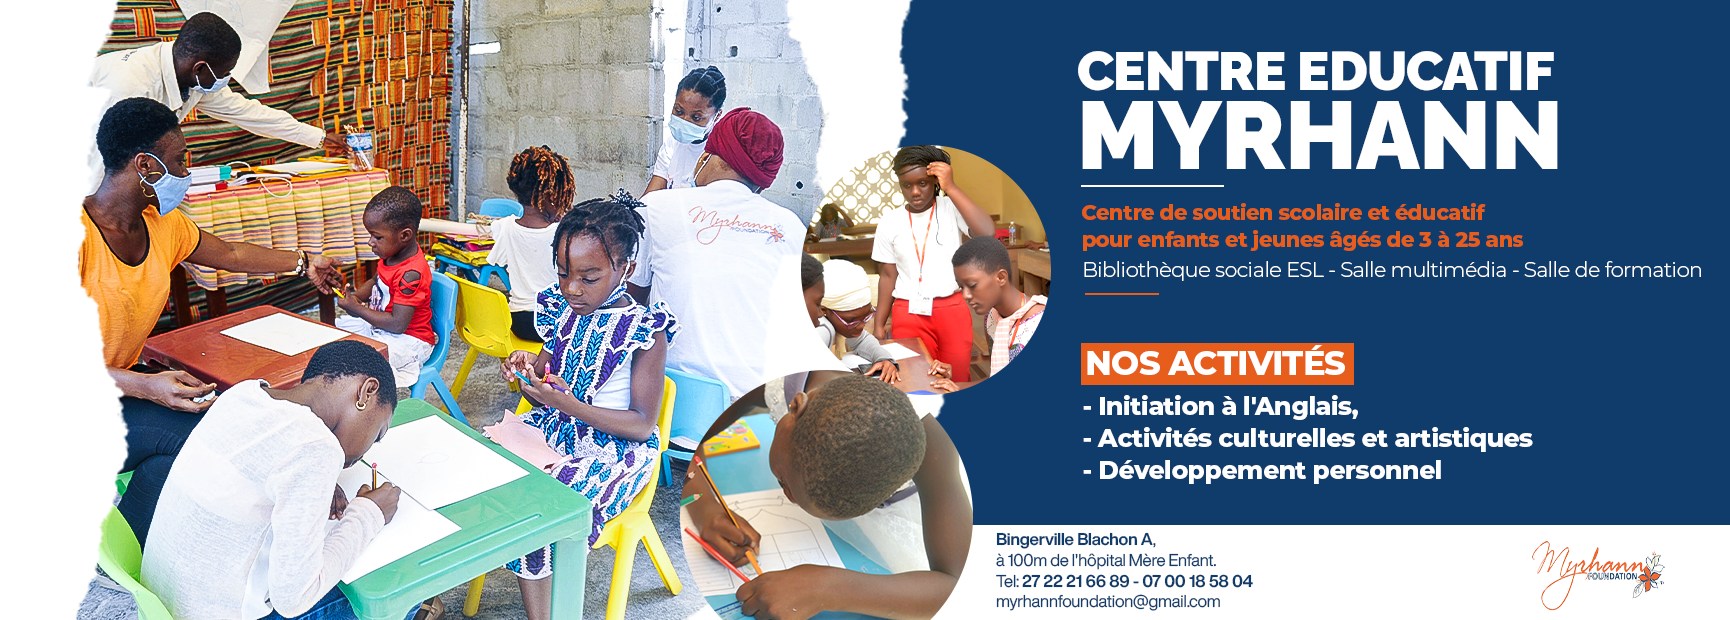 CENTRE EDUCATIF
MYRHANN
Centre de soutien scolaire et éducatif
pour enfants et jeunes âgés de 3 à 25 ans
Bibliothèque sociale ESL - Salle multimédia - Salle de formation
NOS ACTIVITÉS
- Initiation à l'Anglais,
- Activités culturelles et artistiques
- Développement personnel
Bingerville Blachon A,
à 100m de l'hôpital Mère Enfant.
Tel: 27 22 21 66 89 - 07 00 18 58 04
myrhannfoundation@gmail.com
Myrhann
FOUNDATION
Myrhann
FOUNDATION